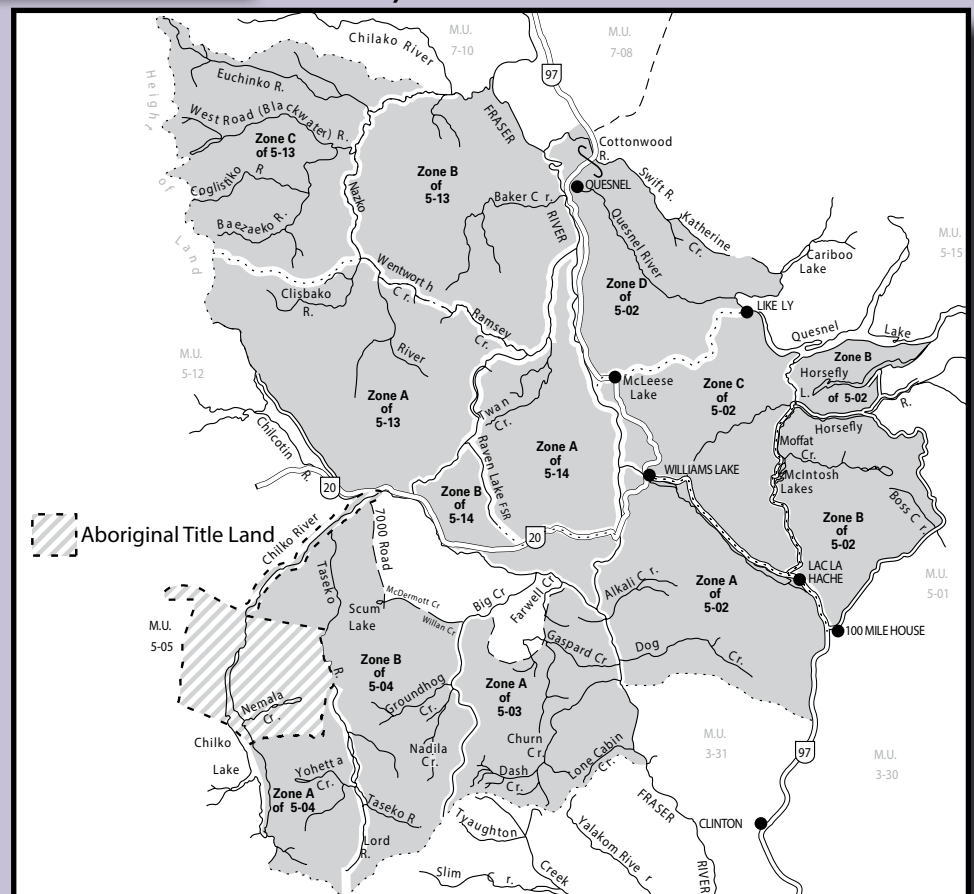 Chilako River
M.U.
7-10
M.U.
7-08
97
Height
of
Land
Euchinko R.
West Road (Blackwater) R.
Zone C
of 5-13
Coglistiko R
Baezaeko R.
Nazko
Zone B
of
5-13
FRASER
RIVER
Baker Cr.
Cottonwood
R.
QUESNEL
Swift R.
Katherine
Cr.
Quesnel River
Cariboo
Lake
M.U.
5-15
Wentworth
Cr.
Clisbako
R.
Ramsey
Cr.
River
Zone D
of
5-02
LIKELY
Quesnel
Lake
M.U.
5-12
Zone A
of
5-13
McLeese
Lake
Zone C
of
5-02
Zone B
Horsefly
L.
of 5-02
R.
Horsefly
Twan
Cr.
Chilcotin
R.
Raven Lake FSR
Zone A
of
5-14
Moffat
Cr.
McIntosh
Lakes
WILLIAMS LAKE
20
Zone B
of
5-14
Boss Cr.
Zone B
of
5-02
20
Aboriginal Title Land
Chilko River
7000 Road
Taseko
R.
LAC LA
HACHE
M.U.
5-01
McDermott Cr
Big Cr
Farwell Cr
Alkali Cr.
Zone A
of
5-02
Scum
Lake
Willan Cr
M.U.
5-05
100 MILE HOUSE
Gaspard Cr
Dog
Cr.
Zone B
of
5-04
Groundhog
Cr.
Zone A
of
5-03
Nemala
Cr.
Chilko
Lake
Nadila
Cr.
Churn
Cr.
Lone Cabin
Cr.
M.U.
3-31
97
M.U.
3-30
Yohetta
Cr.
Dash
Cr.
Zone A
of 5-04
Taseko R
Lord
R.
Tyaughton
Creek
Yalakom River
FRASER
RIVER
CLINTON
Slim Cr.